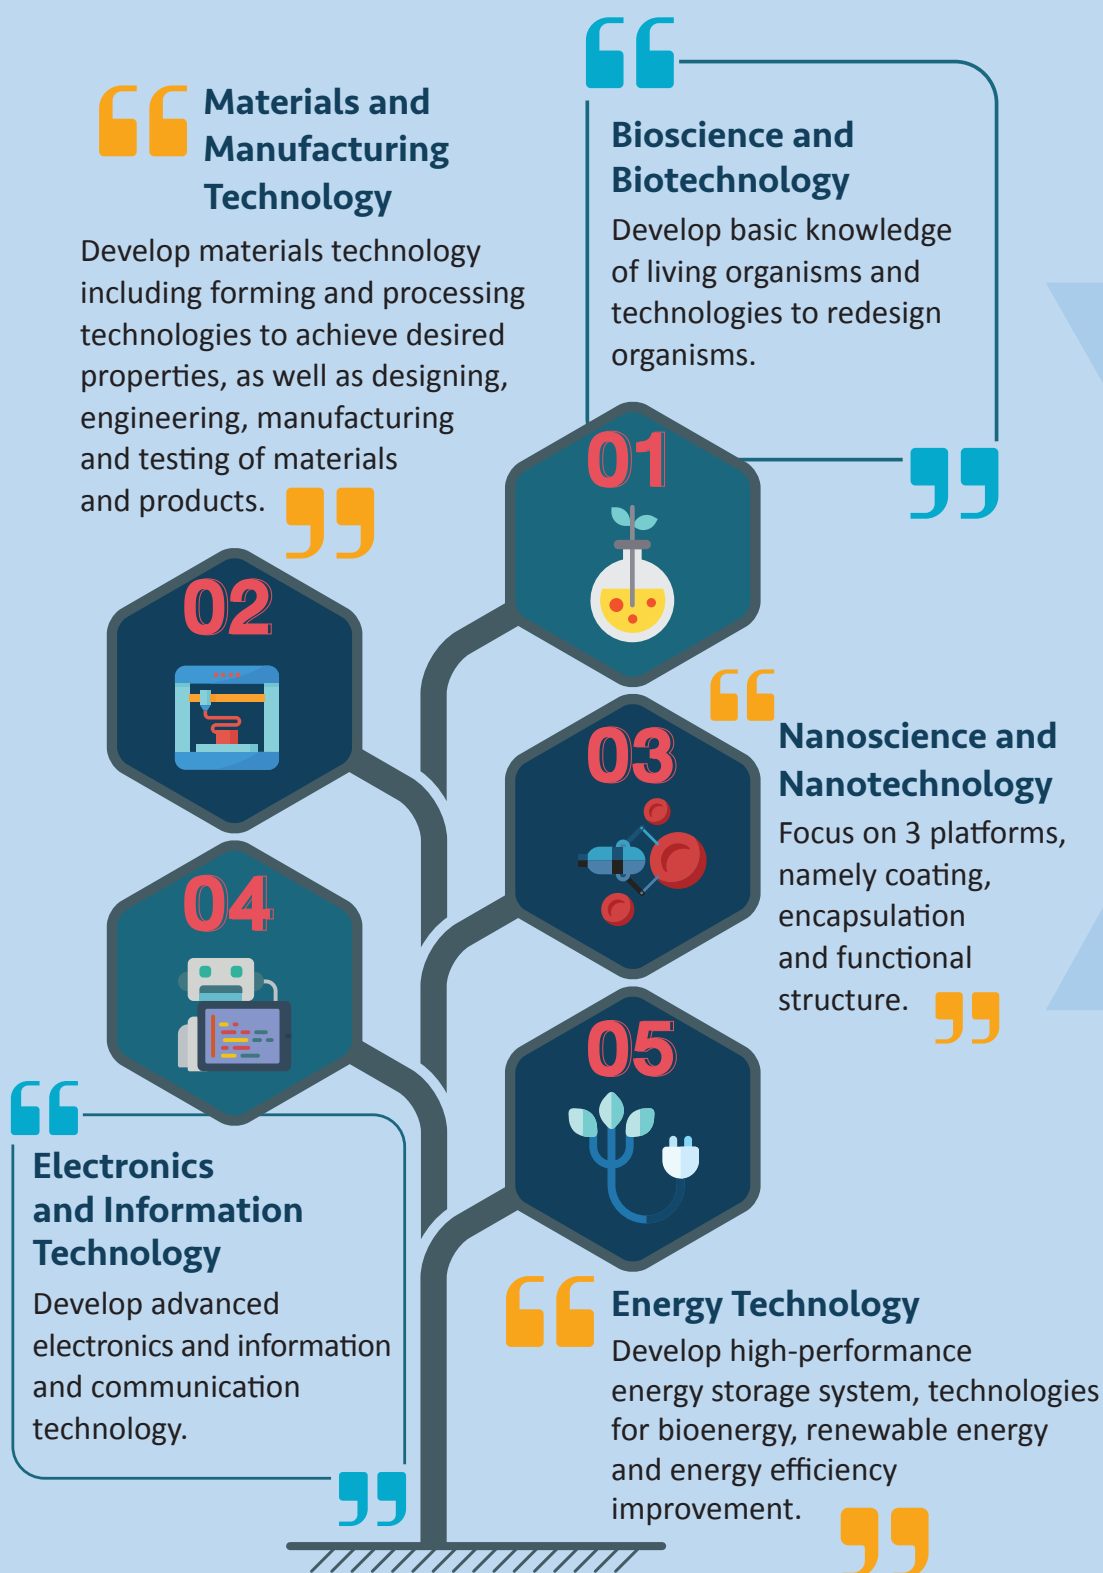 01
Bioscience and
Biotechnology
Develop basic knowledge
of living organisms and
technologies to redesign
organisms.
02
Materials and
Manufacturing
Technology
Develop materials technology
including forming and processing
technologies to achieve desired
properties, as well as designing,
engineering, manufacturing
and testing of materials
and products.
03
Nanoscience and
Nanotechnology
Focus on 3 platforms,
namely coating,
encapsulation
and functional
structure.
04
Electronics
and Information
Technology
Develop advanced
electronics and information
and communication
technology.
05
Energy Technology
Develop high-performance
energy storage system, technologies
for bioenergy, renewable energy
and energy efficiency
improvement.